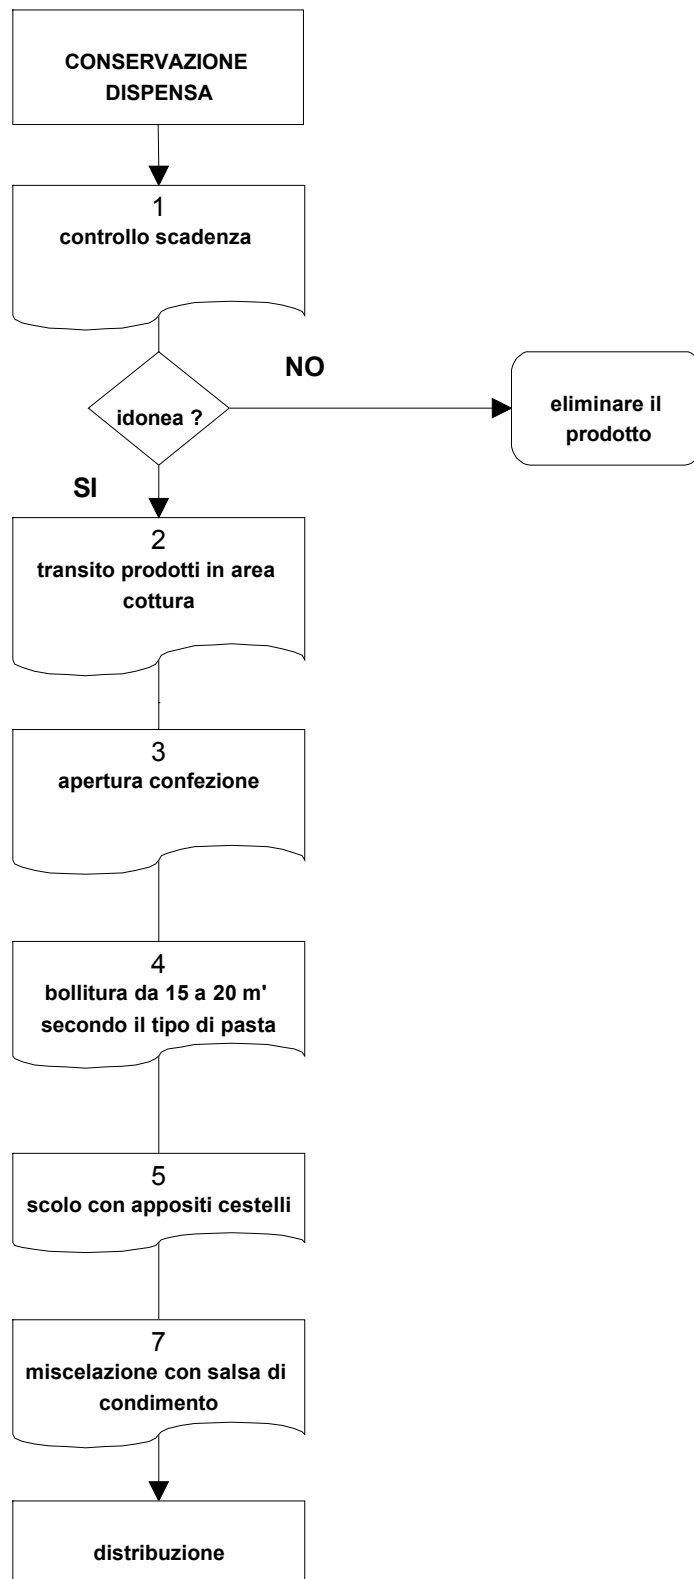 CONSERVAZIONE
DISPENSA
1
controllo scadenza
NO
idonea ?
eliminare il
prodotto
SI
2
transito prodotti in area
cottura
3
apertura confezione
4
bollitura da 15 a 20 m'
secondo il tipo di pasta
5
scolo con appositi cestelli
7
miscelazione con salsa di
condimento
distribuzione